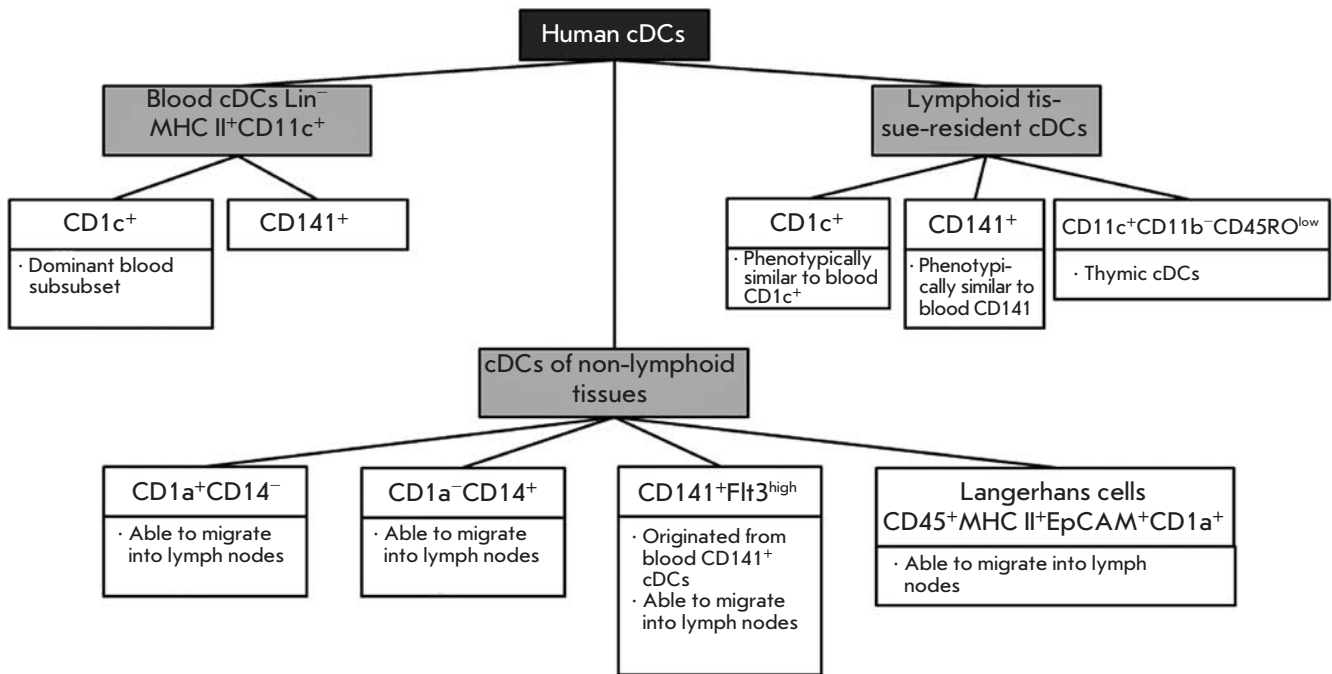 Human cDCs
Blood cDCs Lin⁻
MHC II⁺CD11c⁺
CD1c⁺
· Dominant blood
subsubset
CD141⁺
Lymphoid tis-
sue-resident cDCs
CD1c⁺
· Phenotypically
similar to blood
CD1c⁺
CD141⁺
· Phenotypi-
cally similar to
blood CD141
CD11c⁺CD11b⁻CD45ROˡᵒʷ
· Thymic cDCs
cDCs of non-lymphoid
tissues
CD1a⁺CD14⁻
· Able to migrate
into lymph nodes
CD1a⁻CD14⁺
· Able to migrate
into lymph nodes
CD141⁺Flt3ʰⁱᵍʰ
· Originated from
blood CD141⁺
cDCs
· Able to migrate
into lymph nodes
Langerhans cells
CD45⁺MHC II⁺EpCAM⁺CD1a⁺
· Able to migrate into lymph
nodes